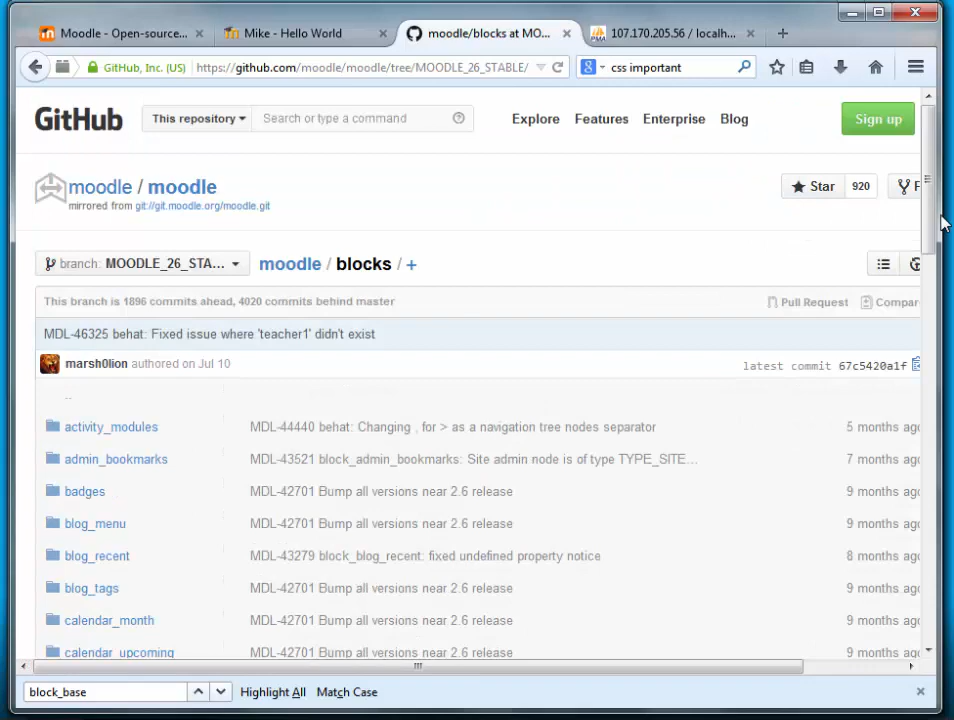 Moodle - Open-source...
Mike - Hello World
moodle/blocks at MO...
107.170.205.56 / localh...
GitHub, Inc. (US)
https://github.com/moodle/moodle/tree/MOODLE_26_STABLE/
css important
GitHub
This repository
Search or type a command
Explore
Features
Enterprise
Blog
Sign up
moodle / moodle
mirrored from git://git.moodle.org/moodle.git
Star
920
F
branch: MOODLE_26_STA...
moodle / blocks / +
This branch is 1896 commits ahead, 4020 commits behind master
Pull Request
Compar
MDL-46325 behat: Fixed issue where 'teacher1' didn't exist
marsh0lion authored on Jul 10
latest commit 67c5420a1f
..
activity_modules MDL-44440 behat: Changing , for > as a navigation tree nodes separator 5 months ago
admin_bookmarks MDL-43521 block_admin_bookmarks: Site admin node is of type TYPE_SITE... 7 months ago
badges MDL-42701 Bump all versions near 2.6 release 9 months ago
blog_menu MDL-42701 Bump all versions near 2.6 release 9 months ago
blog_recent MDL-43279 block_blog_recent: fixed undefined property notice 8 months ago
blog_tags MDL-42701 Bump all versions near 2.6 release 9 months ago
calendar_month MDL-42701 Bump all versions near 2.6 release 9 months ago
calendar_upcoming MDL-42701 Bump all versions near 2.6 release 9 months ago
block_base
Highlight All
Match Case